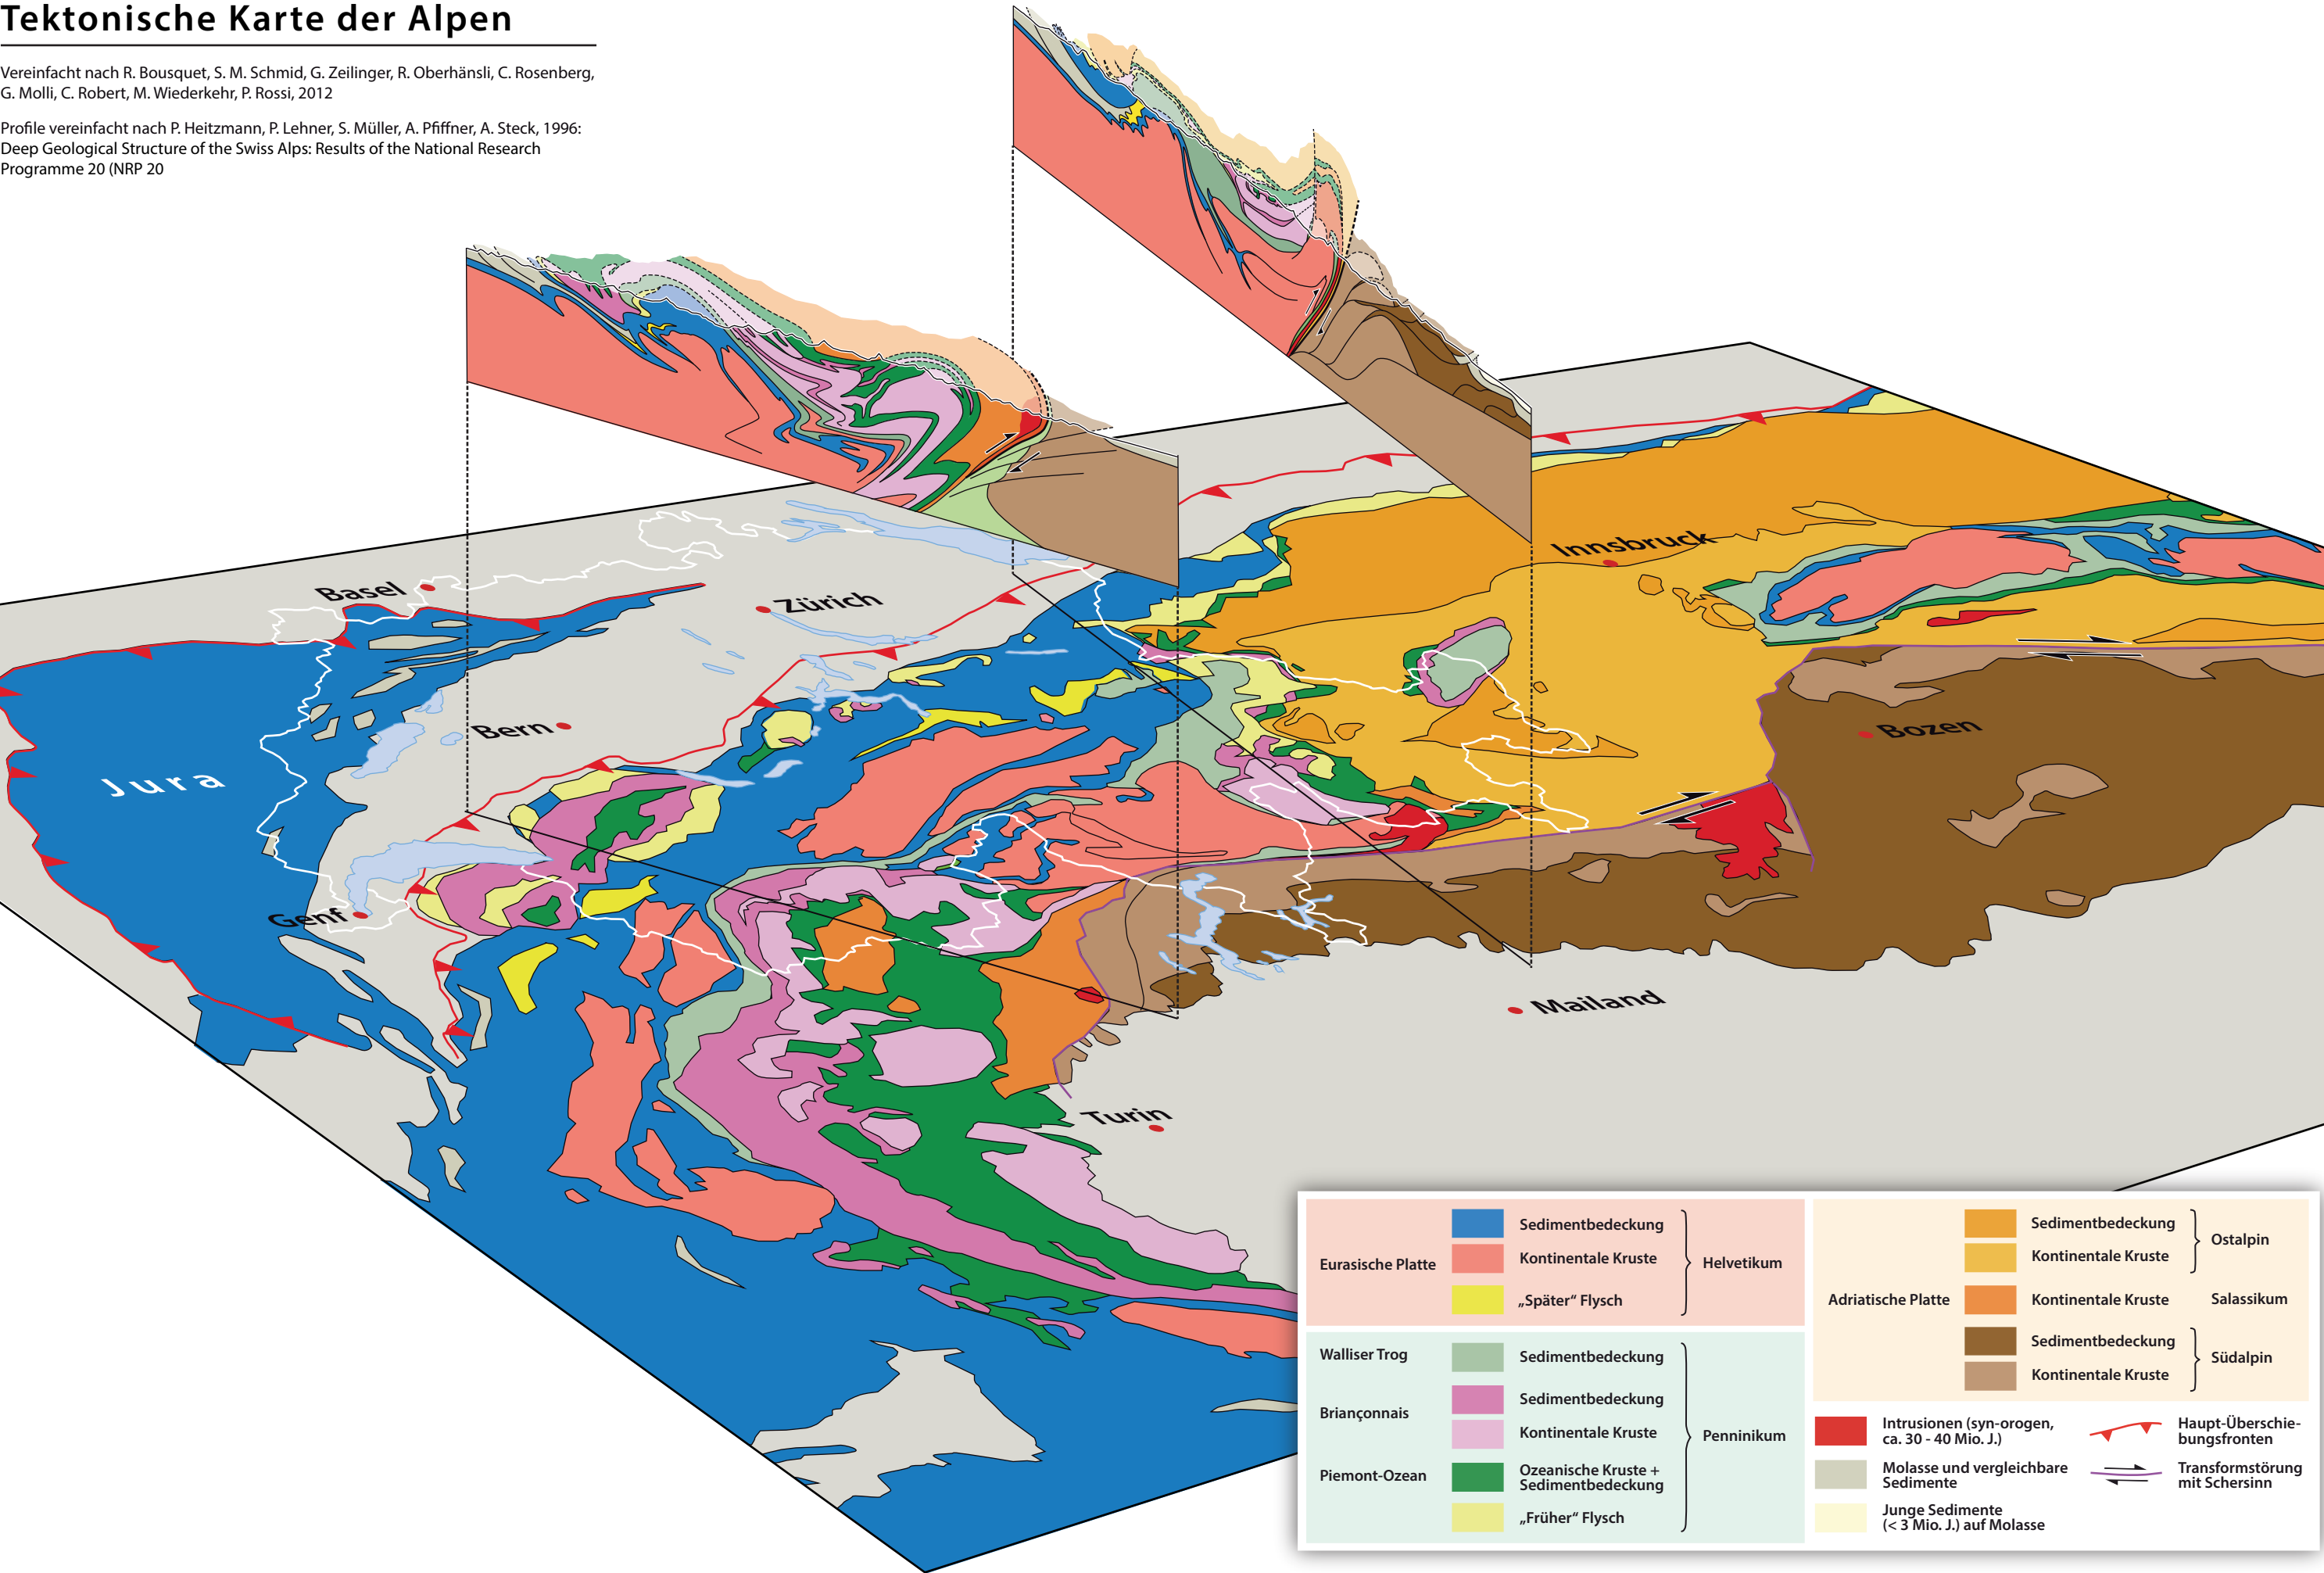 Tektonische Karte der Alpen
Vereinfacht nach R. Bousquet, S. M. Schmid, G. Zeilinger, R. Oberhänsli, C. Rosenberg,
G. Molli, C. Robert, M. Wiederkehr, P. Rossi, 2012
Profile vereinfacht nach P. Heitzmann, P. Lehner, S. Müller, A. Pfiffner, A. Steck, 1996:
Deep Geological Structure of the Swiss Alps: Results of the National Research
Programme 20 (NRP 20
Innsbruck
Basel
Zürich
Bern
Bozen
Jura
Genf
Mailand
Turin
Eurasische Platte
Sedimentbedeckung
Kontinentale Kruste
„Später“ Flysch
Helvetikum
Walliser Trog
Sedimentbedeckung
Briançonnais
Sedimentbedeckung
Kontinentale Kruste
Penninikum
Piemont-Ozean
Ozeanische Kruste +
Sedimentbedeckung
„Früher“ Flysch
Adriatische Platte
Sedimentbedeckung
Kontinentale Kruste
Ostalpin
Kontinentale Kruste
Salassikum
Sedimentbedeckung
Kontinentale Kruste
Südalpin
Intrusionen (syn-orogen,
ca. 30 - 40 Mio. J.)
Molasse und vergleichbare
Sedimente
Junge Sedimente
(< 3 Mio. J.) auf Molasse
Haupt-Überschie-
bungsfronten
Transformstörung
mit Schersinn